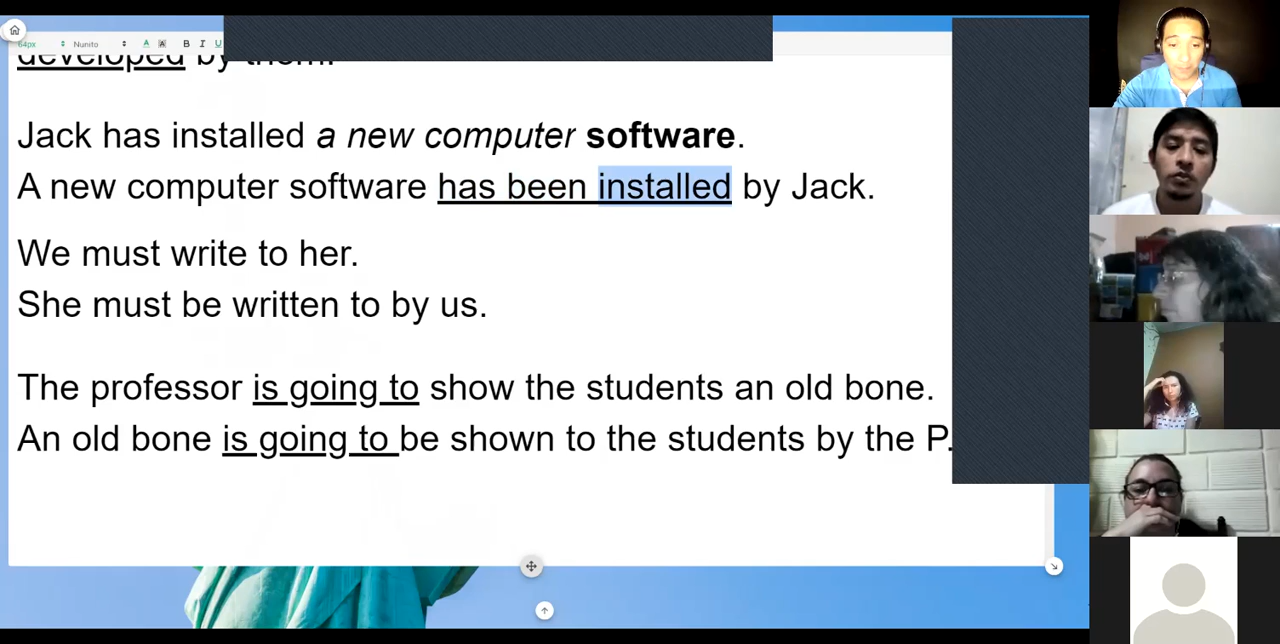 64px Nunito A A B I U
developed by them.
Jack has installed a new computer software.
A new computer software has been installed by Jack.
We must write to her.
She must be written to by us.
The professor is going to show the students an old bone.
An old bone is going to be shown to the students by the P.